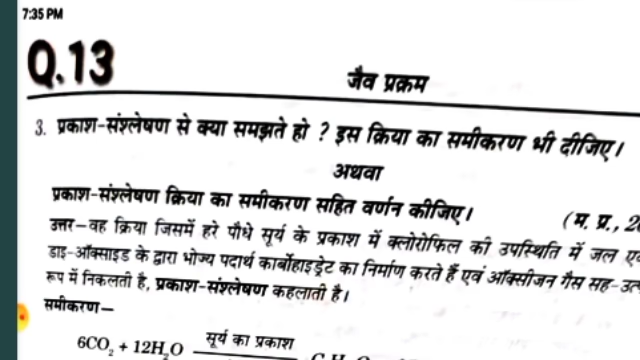 7:35 PM
Q.13
जैव प्रक्रम
3. प्रकाश-संश्लेषण से क्या समझते हो ? इस क्रिया का समीकरण भी दीजिए।
अथवा
प्रकाश-संश्लेषण क्रिया का समीकरण सहित वर्णन कीजिए।
(म. प्र., 20
उत्तर—वह क्रिया जिसमें हरे पौधे सूर्य के प्रकाश में क्लोरोफिल की उपस्थिति में जल
डाइ-ऑक्साइड के द्वारा भोज्य पदार्थ कार्बोहाइड्रेट का निर्माण करते हैं एवं ऑक्सीजन गैस सह-
रूप में निकलती है, प्रकाश-संश्लेषण कहलाती है।
समीकरण—
सूर्य का प्रकाश
6CO₂ + 12H₂O